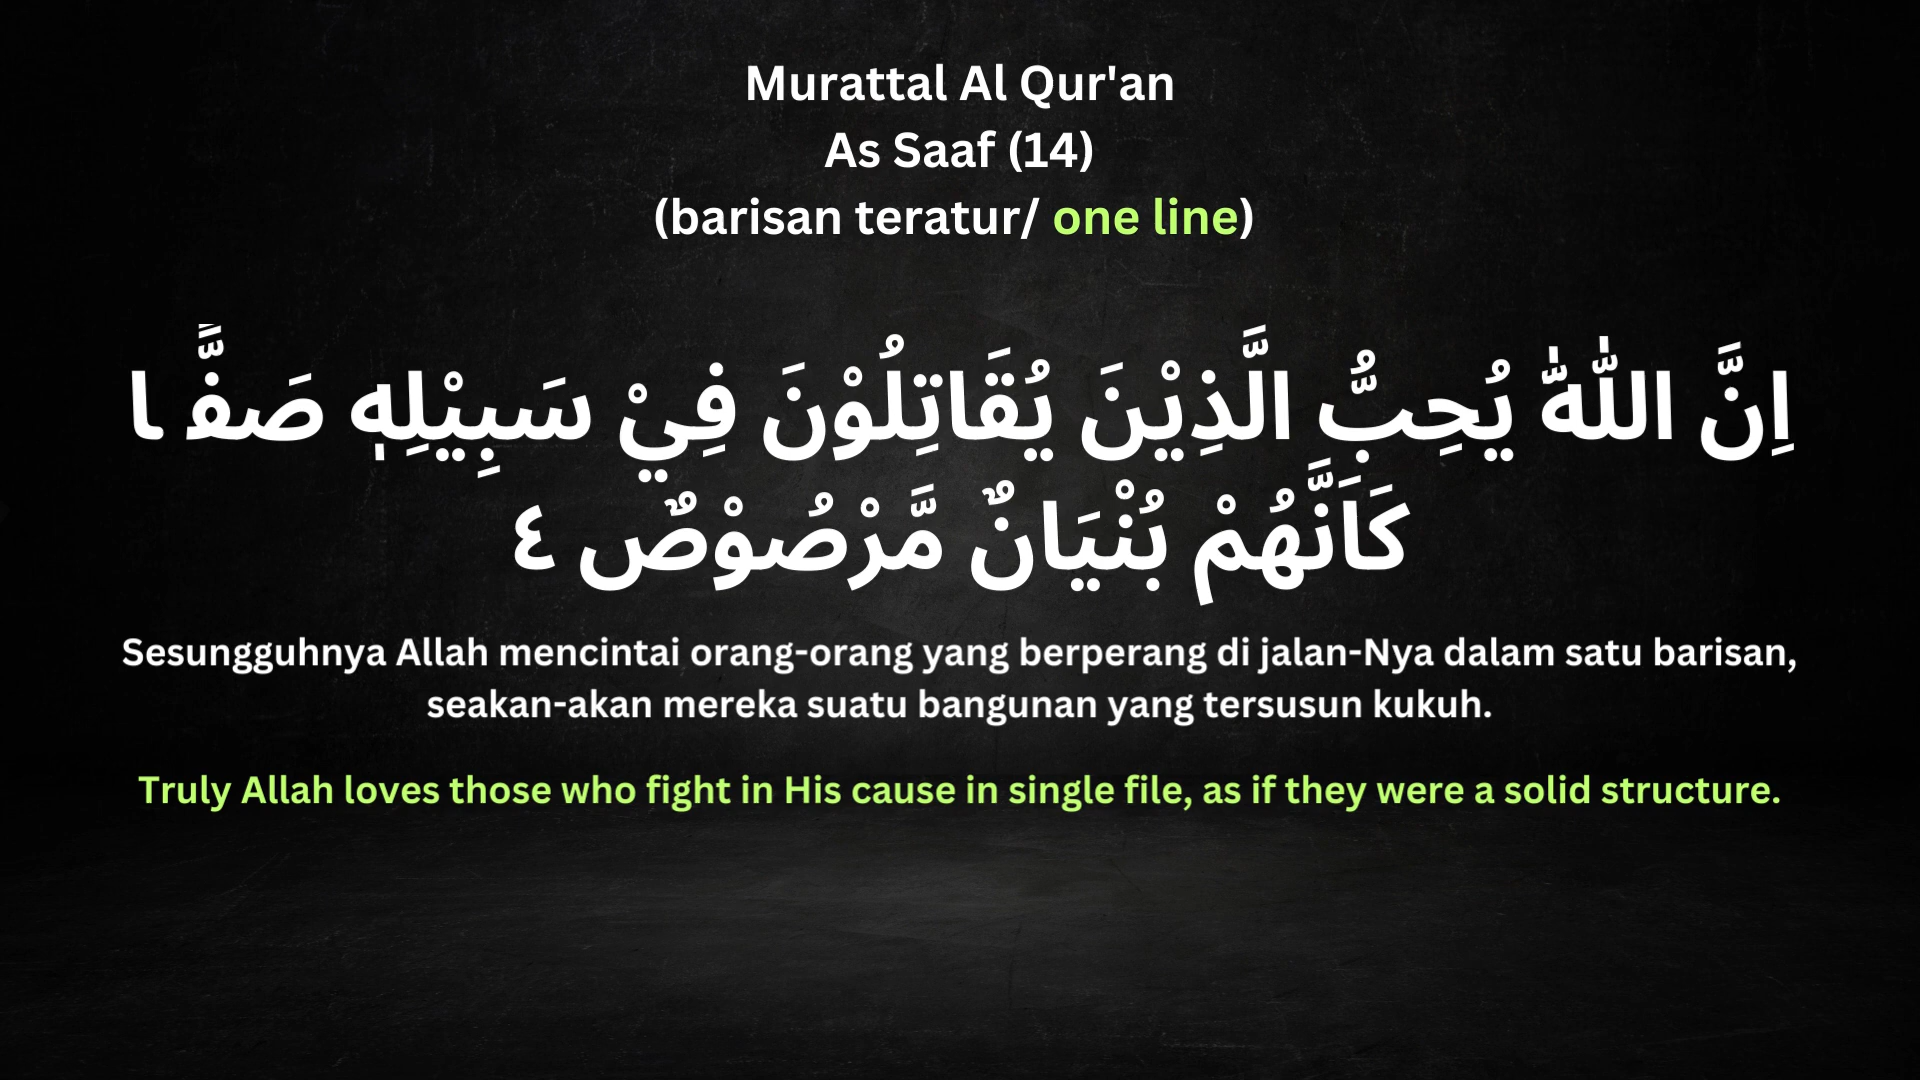 Murattal Al Qur'an
As Saaf (14)
(barisan teratur/ one line)
اِنَّ اللّٰهَ يُحِبُّ الَّذِيْنَ يُقَاتِلُوْنَ فِيْ سَبِيْلِهٖ صَفًّا
كَاَنَّهُمْ بُنْيَانٌ مَّرْصُوْصٌ ٤
Sesungguhnya Allah mencintai orang-orang yang berperang di jalan-Nya dalam satu barisan,
seakan-akan mereka suatu bangunan yang tersusun kukuh.
Truly Allah loves those who fight in His cause in single file, as if they were a solid structure.